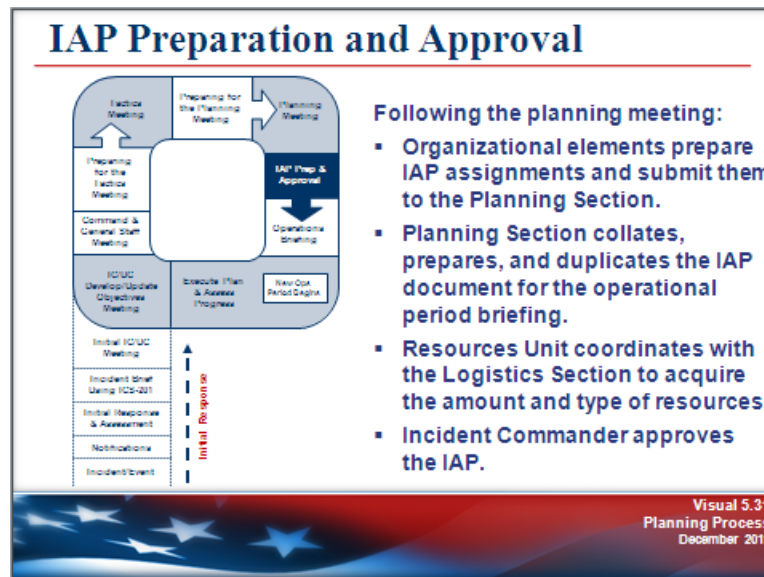 IAP Preparation and Approval
Tactics
Meeting
Preparing for
the Planning
Meeting
Planning
Meeting
Preparing
for the
Tactics
Meeting
IAP Prep &
Approval
Command &
General Staff
Meeting
Operations
Briefing
IC/UC
Develop/Update
Objectives
Meeting
Execute Plan
& Assess
Progress
New Ops
Period Begins
Initial IC/UC
Meeting
Incident Brief
Using ICS-201
Initial Response
& Assessment
Notifications
Incident/Event
Initial Response
Following the planning meeting:
▪ Organizational elements prepare
IAP assignments and submit them
to the Planning Section.
▪ Planning Section collates,
prepares, and duplicates the IAP
document for the operational
period briefing.
▪ Resources Unit coordinates with
the Logistics Section to acquire
the amount and type of resources
▪ Incident Commander approves
the IAP.
Visual 5.3
Planning Process
December 201